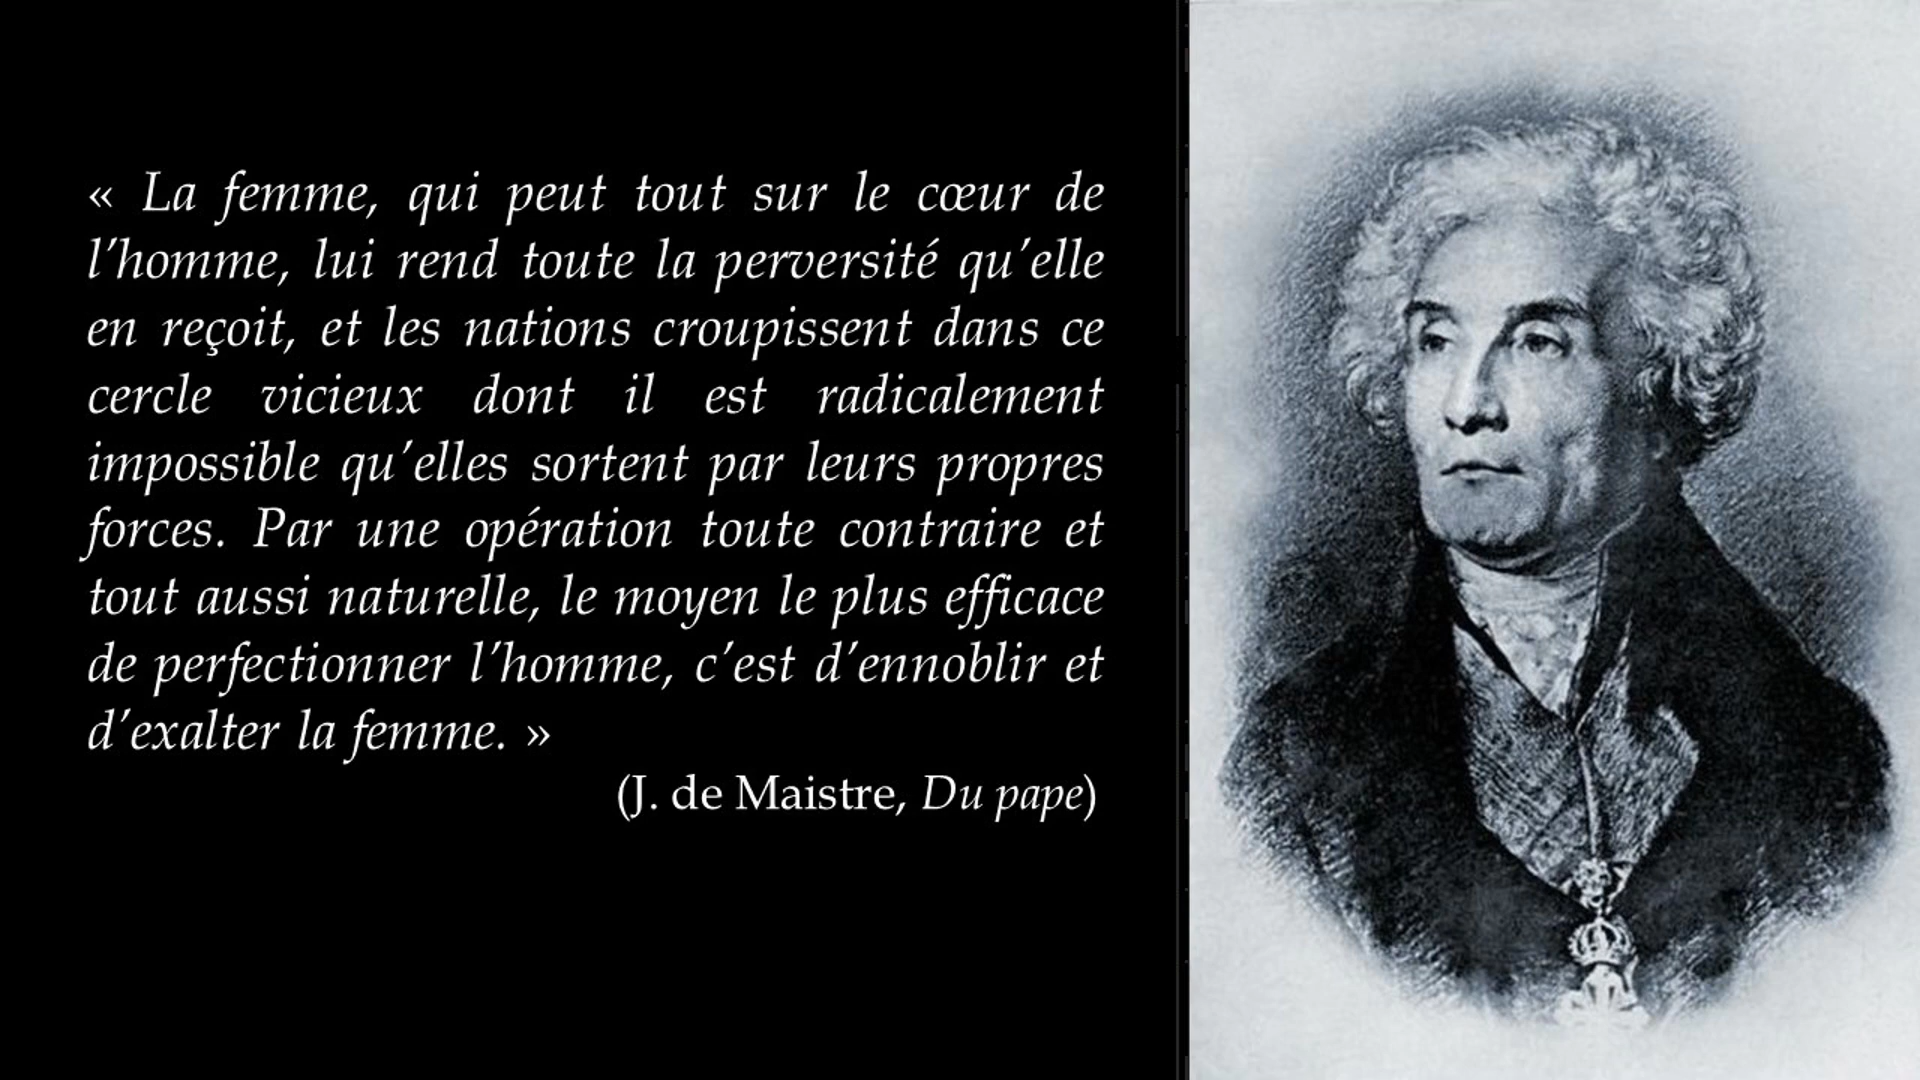 « La femme, qui peut tout sur le cœur de
l’homme, lui rend toute la perversité qu’elle
en reçoit, et les nations croupissent dans ce
cercle vicieux dont il est radicalement
impossible qu’elles sortent par leurs propres
forces. Par une opération toute contraire et
tout aussi naturelle, le moyen le plus efficace
de perfectionner l’homme, c’est d’ennoblir et
d’exalter la femme. »
(J. de Maistre, Du pape)